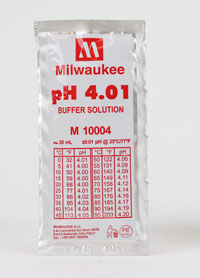 Milwaukee
pH 4.01
BUFFER SOLUTION
M 10004
℮ 20 mL ±0.01 pH @ 25°C/77°F
°C °F pH °C °F pH
0 32 4.01 50 122 4.06
5 41 4.00 55 131 4.08
10 50 4.00 60 140 4.09
15 59 4.00 65 149 4.11
20 68 4.00 70 158 4.12
25 77 4.01 75 167 4.14
30 86 4.02 80 176 4.16
35 95 4.03 85 185 4.17
40 104 4.04 90 194 4.19
45 113 4.05 95 203 4.20
PE